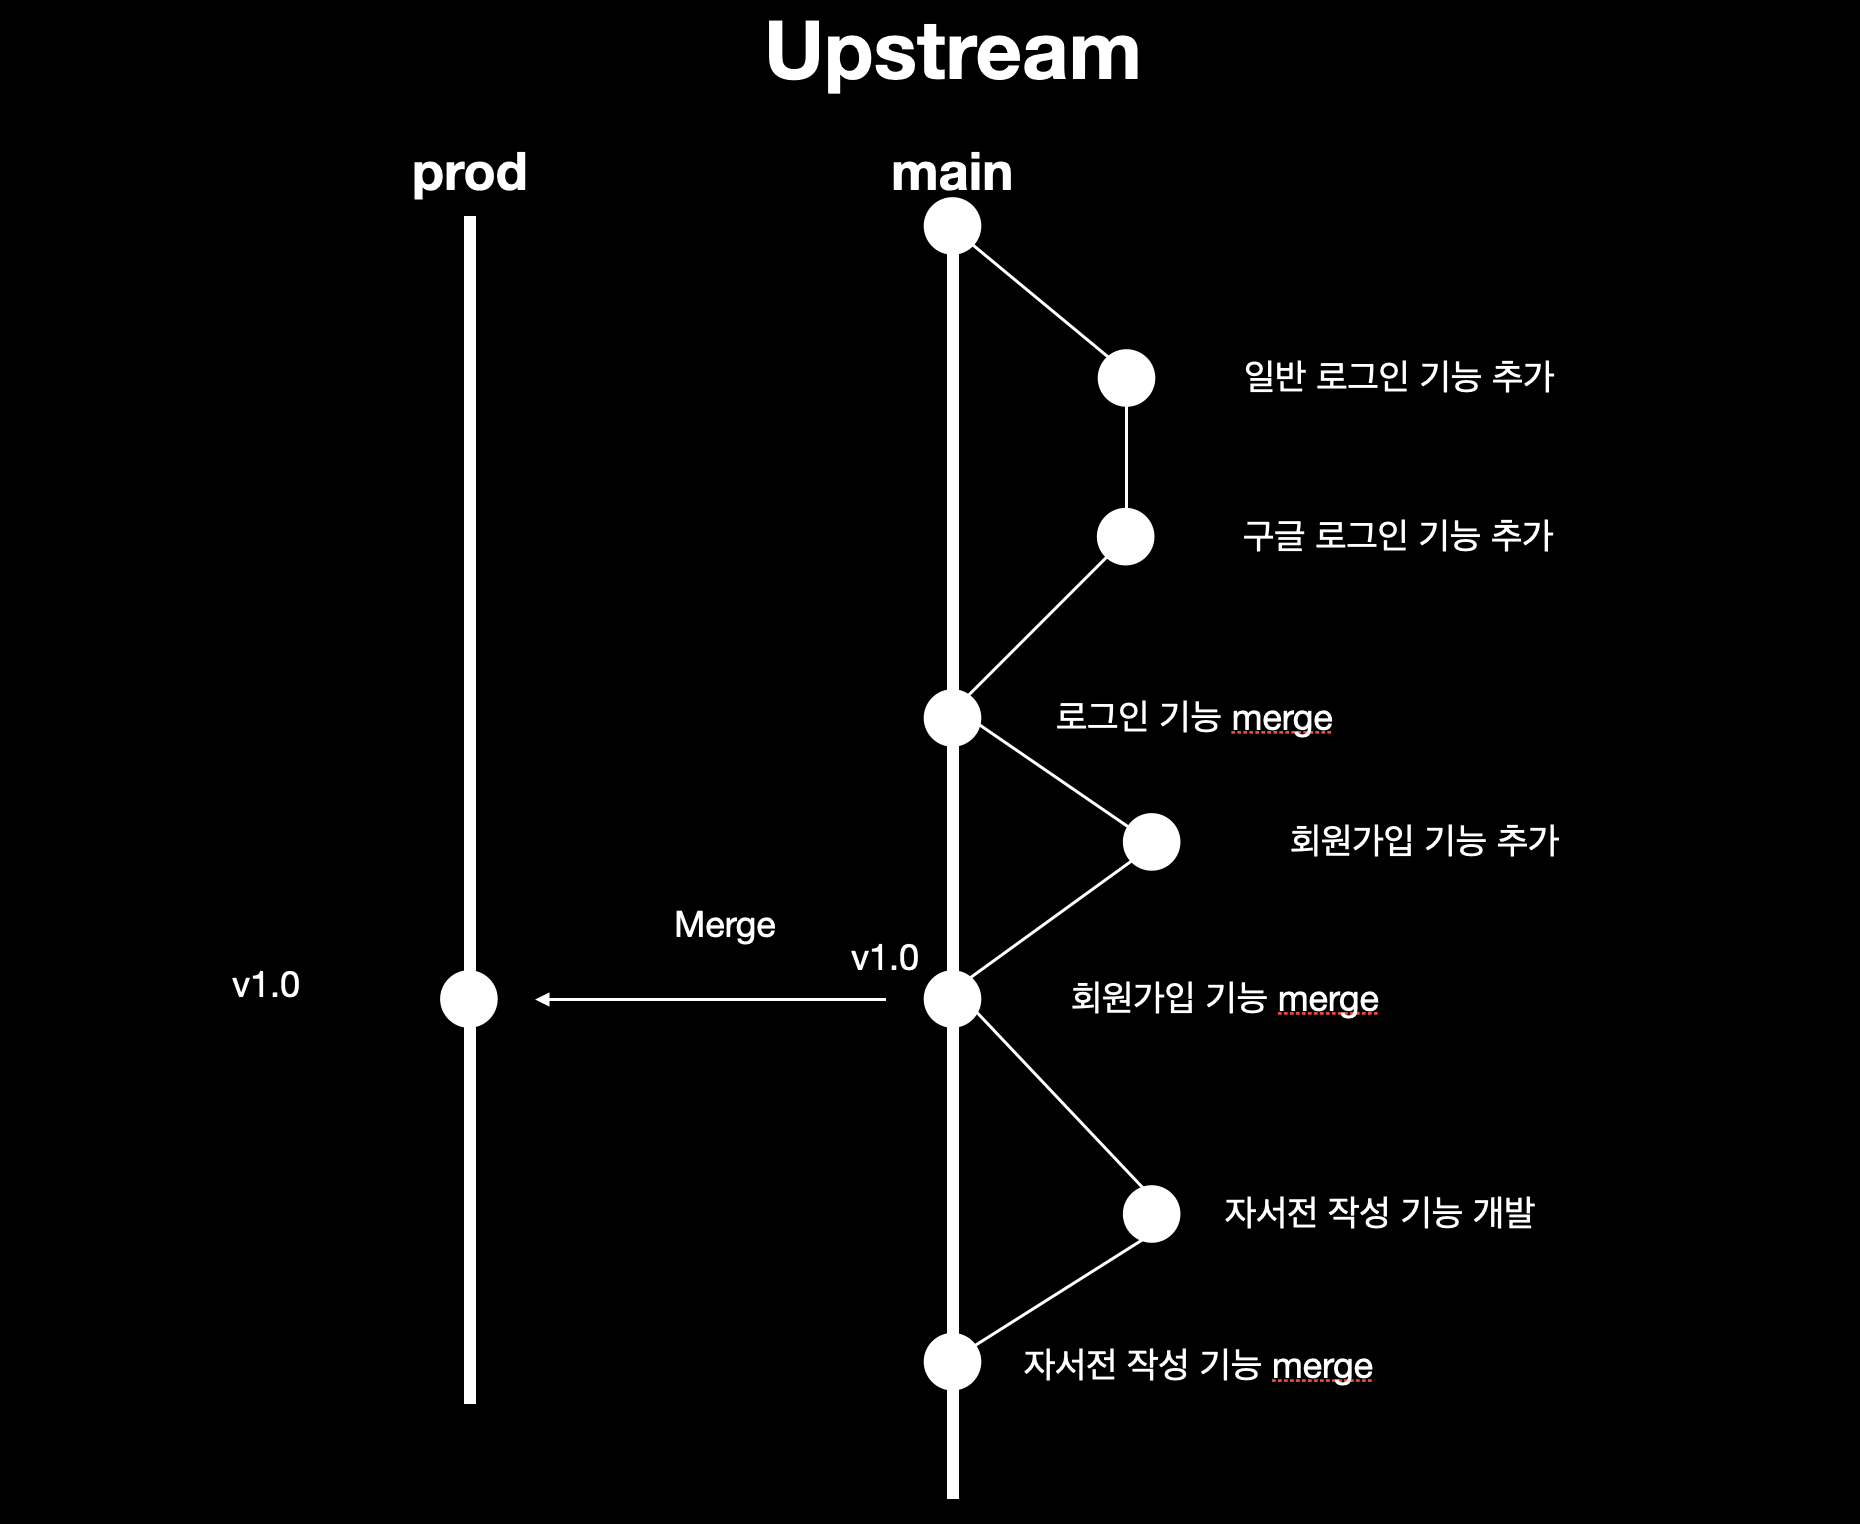 Upstream
prod
main
일반 로그인 기능 추가
구글 로그인 기능 추가
로그인 기능 merge
회원가입 기능 추가
Merge
v1.0
v1.0
회원가입 기능 merge
자서전 작성 기능 개발
자서전 작성 기능 merge